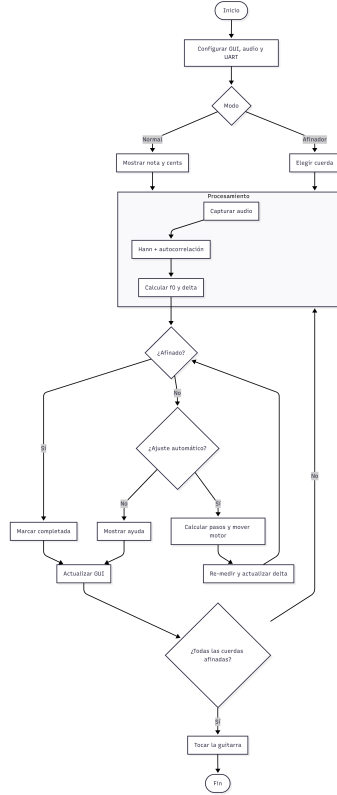 Inicio
Configurar GUI, audio y
UART
Modo
Normal
Afinador
Mostrar nota y cents
Elegir cuerda
Procesamiento
Capturar audio
Hann + autocorrelación
Calcular f0 y delta
¿Afinado?
No
¿Ajuste automático?
Sí
No
Sí
No
Marcar completada
Mostrar ayuda
Calcular pasos y mover
motor
Actualizar GUI
Re-medir y actualizar delta
¿Todas las cuerdas
afinadas?
Sí
Tocar la guitarra
Fin